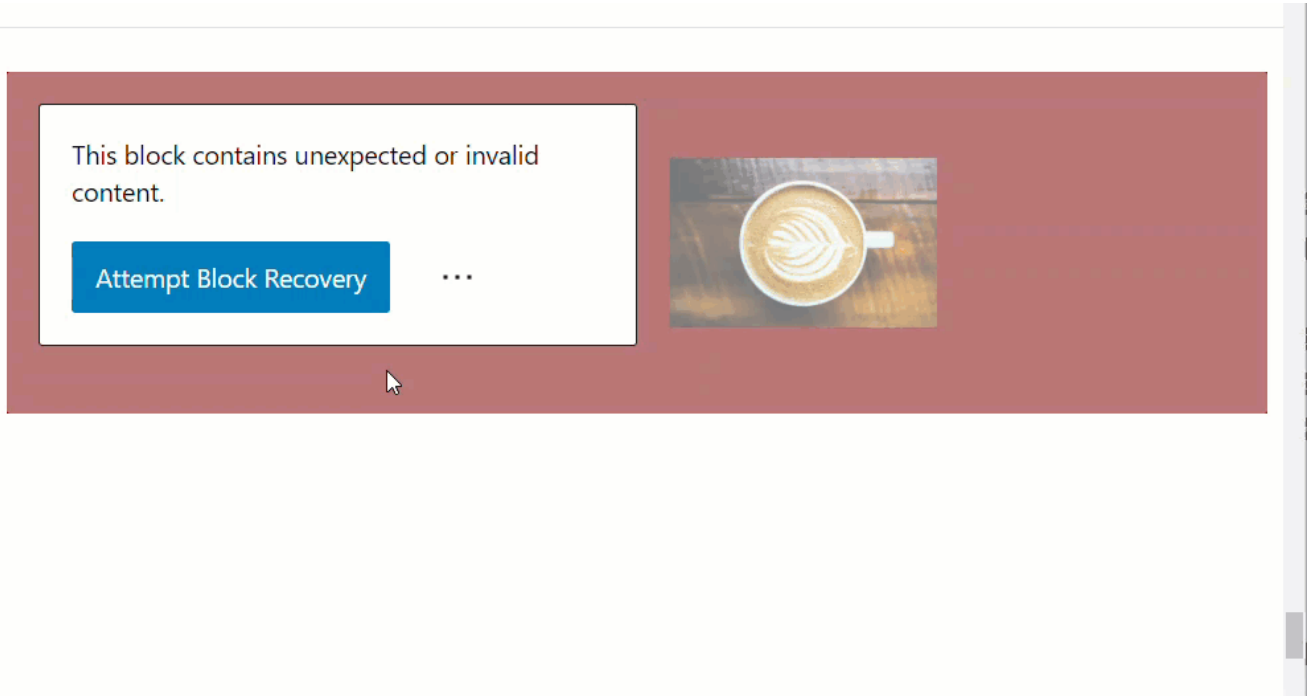 This block contains unexpected or invalid
content.
Attempt Block Recovery